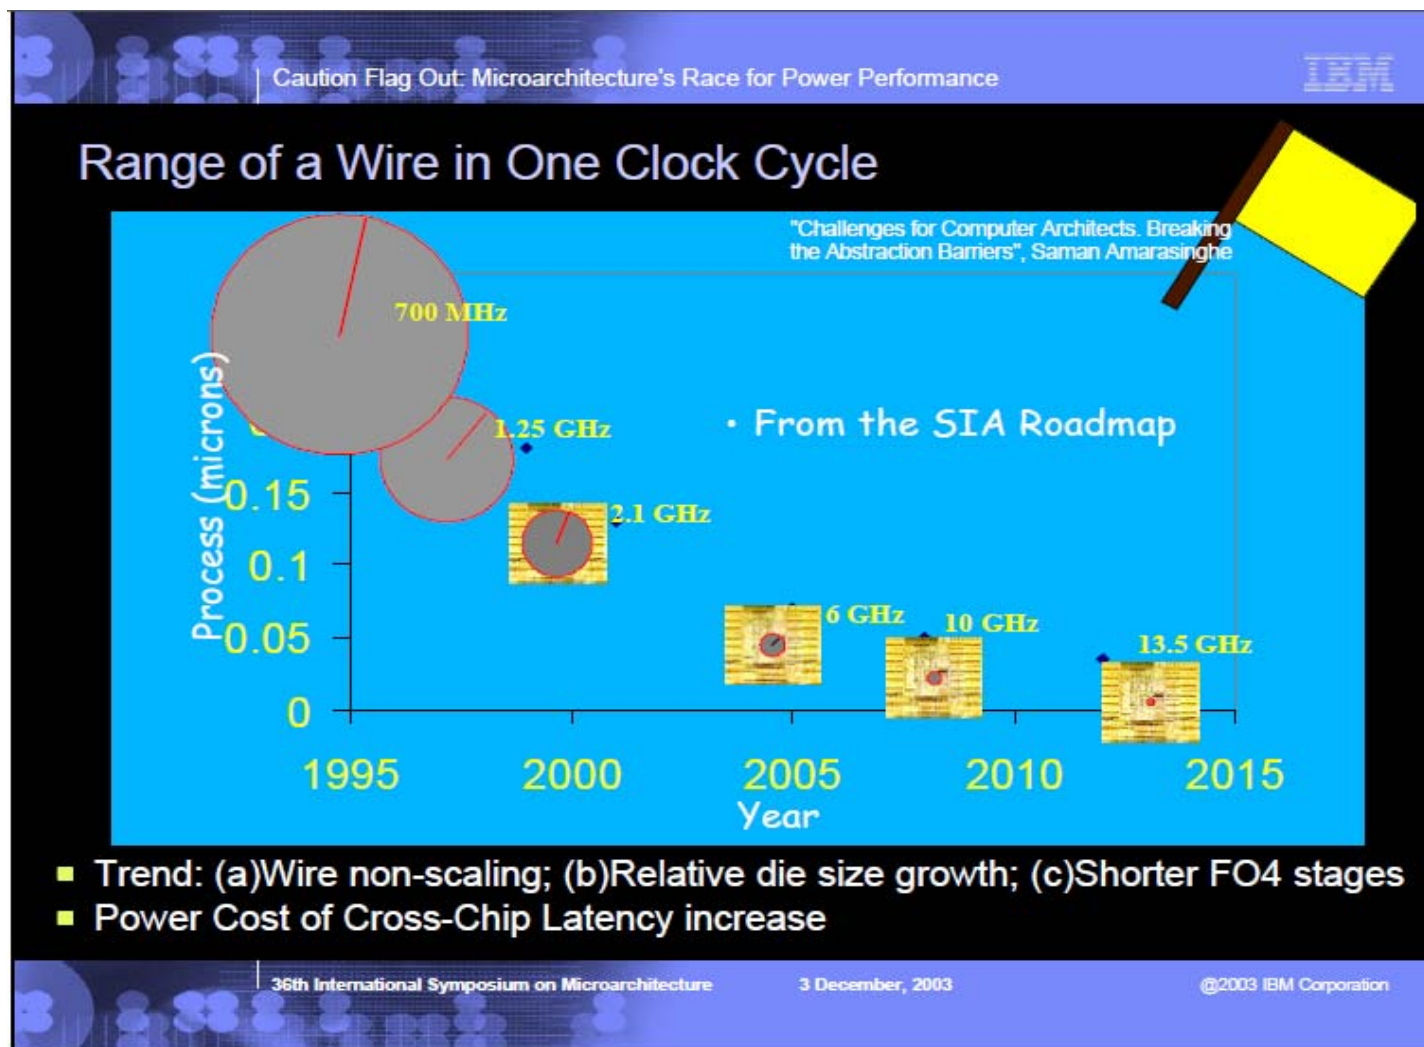 Caution Flag Out: Microarchitecture's Race for Power Performance
IBM
Range of a Wire in One Clock Cycle
"Challenges for Computer Architects. Breaking
the Abstraction Barriers", Saman Amarasinghe
700 MHz
1.25 GHz
• From the SIA Roadmap
2.1 GHz
6 GHz
10 GHz
13.5 GHz
Process (microns)
0.15
0.1
0.05
0
1995 2000 2005 2010 2015
Year
Trend: (a)Wire non-scaling; (b)Relative die size growth; (c)Shorter FO4 stages
Power Cost of Cross-Chip Latency increase
36th International Symposium on Microarchitecture 3 December, 2003 @2003 IBM Corporation